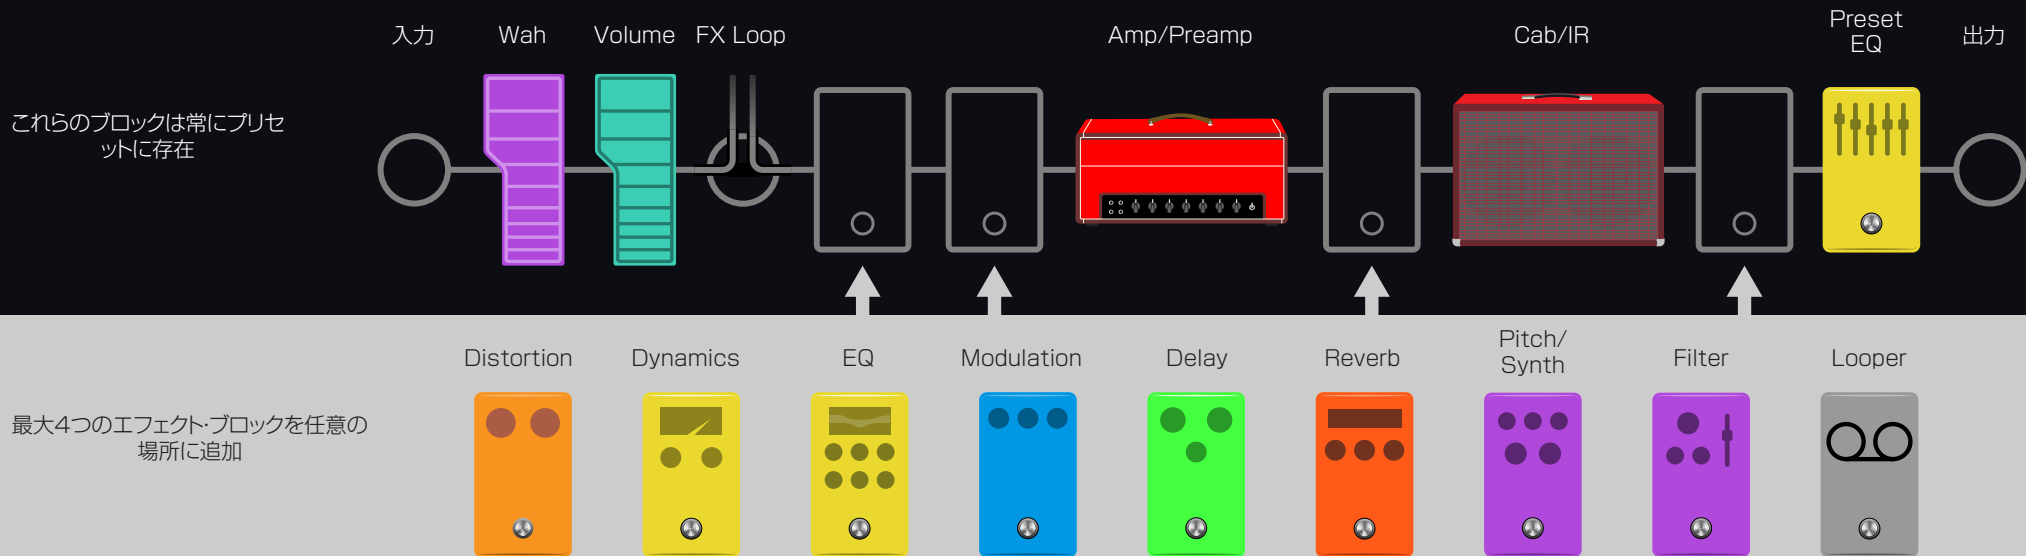 入力
Wah
Volume
FX Loop
Amp/Preamp
Cab/IR
Preset
EQ
出力
これらのブロックは常にプリセ
ットに存在
Distortion
Dynamics
EQ
Modulation
Delay
Reverb
Pitch/
Synth
Filter
Looper
最大4つのエフェクト・ブロックを任意の
場所に追加